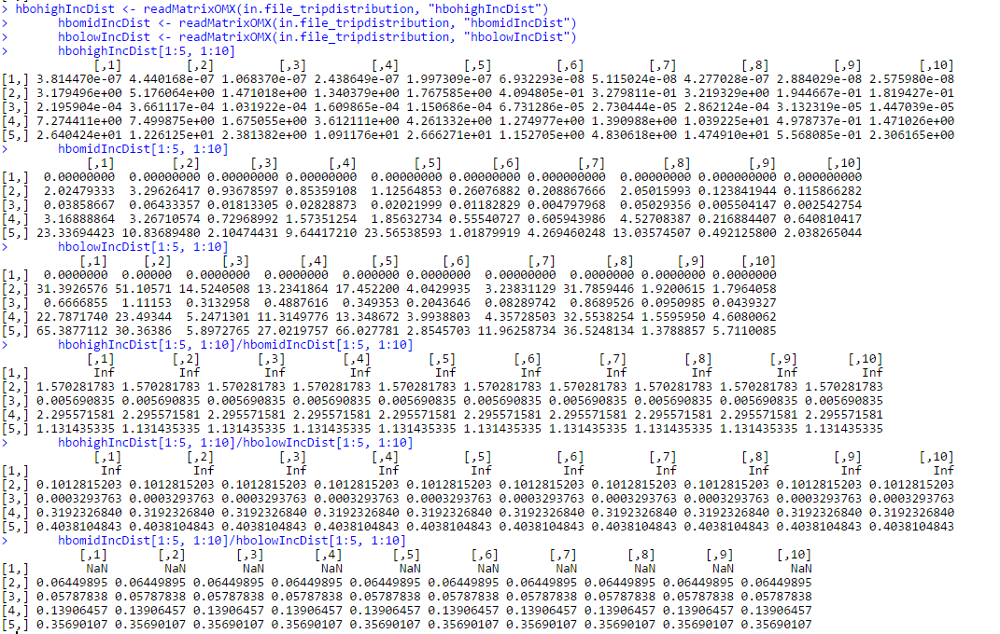 > hbohighIncDist <- readMatrixOMX(in.file_tripdistribution, "hbohighIncDist")
>       hbomidIncDist <- readMatrixOMX(in.file_tripdistribution, "hbomidIncDist")
>       hbolowIncDist <- readMatrixOMX(in.file_tripdistribution, "hbolowIncDist")
>       hbohighIncDist[1:5, 1:10]
[,1] [,2] [,3] [,4] [,5] [,6] [,7] [,8] [,9] [,10]
[1,] 3.814470e-07 4.440168e-07 1.068370e-07 2.438649e-07 1.997309e-07 6.932293e-08 5.115024e-08 4.277028e-07 2.884029e-08 2.575980e-08
[2,] 3.179496e+00 5.176064e+00 1.471018e+00 1.340379e+00 1.767585e+00 4.094805e-01 3.279811e-01 3.219329e+00 1.944667e-01 1.819427e-01
[3,] 2.195904e-04 3.661117e-04 1.031922e-04 1.609865e-04 1.150686e-04 6.731286e-05 2.730444e-05 2.862124e-04 3.132319e-05 1.447039e-05
[4,] 7.274411e+00 7.499875e+00 1.675055e+00 3.612111e+00 4.261332e+00 1.274977e+00 1.390988e+00 1.039225e+01 4.978737e-01 1.471026e+00
[5,] 2.640424e+01 1.226125e+01 2.381382e+00 1.091176e+01 2.666271e+01 1.152705e+00 4.830618e+00 1.474910e+01 5.568085e-01 2.306165e+00
>       hbomidIncDist[1:5, 1:10]
[,1] [,2] [,3] [,4] [,5] [,6] [,7] [,8] [,9] [,10]
[1,] 0.00000000 0.00000000 0.00000000 0.00000000 0.00000000 0.00000000 0.000000000 0.00000000 0.000000000 0.000000000
[2,] 2.02479333 3.29626417 0.93678597 0.85359108 1.12564853 0.26076882 0.208867666 2.05015993 0.123841944 0.115866282
[3,] 0.03858667 0.06433357 0.01813305 0.02828873 0.02021999 0.01182829 0.004797968 0.05029356 0.005504147 0.002542754
[4,] 3.16888864 3.26710574 0.72968992 1.57351254 1.85632734 0.55540727 0.605943986 4.52708387 0.216884407 0.640810417
[5,] 23.33694423 10.83689480 2.10474431 9.64417210 23.56538593 1.01879919 4.269460248 13.03574507 0.492125800 2.038265044
>       hbolowIncDist[1:5, 1:10]
[,1] [,2] [,3] [,4] [,5] [,6] [,7] [,8] [,9] [,10]
[1,] 0.0000000 0.00000 0.0000000 0.0000000 0.000000 0.0000000 0.00000000 0.0000000 0.0000000 0.0000000
[2,] 31.3926576 51.10571 14.5240508 13.2341864 17.452200 4.0429935 3.23831129 31.7859446 1.9200615 1.7964058
[3,] 0.6666855 1.11153 0.3132958 0.4887616 0.349353 0.2043646 0.08289742 0.8689526 0.0950985 0.0439327
[4,] 22.7871740 23.49344 5.2471301 11.3149776 13.348672 3.9938803 4.35728503 32.5538254 1.5595950 4.6080062
[5,] 65.3877112 30.36386 5.8972765 27.0219757 66.027781 2.8545703 11.96258734 36.5248134 1.3788857 5.7110085
>       hbohighIncDist[1:5, 1:10]/hbomidIncDist[1:5, 1:10]
[,1] [,2] [,3] [,4] [,5] [,6] [,7] [,8] [,9] [,10]
[1,] Inf Inf Inf Inf Inf Inf Inf Inf Inf Inf
[2,] 1.570281783 1.570281783 1.570281783 1.570281783 1.570281783 1.570281783 1.570281783 1.570281783 1.570281783 1.570281783
[3,] 0.005690835 0.005690835 0.005690835 0.005690835 0.005690835 0.005690835 0.005690835 0.005690835 0.005690835 0.005690835
[4,] 2.295571581 2.295571581 2.295571581 2.295571581 2.295571581 2.295571581 2.295571581 2.295571581 2.295571581 2.295571581
[5,] 1.131435335 1.131435335 1.131435335 1.131435335 1.131435335 1.131435335 1.131435335 1.131435335 1.131435335 1.131435335
>       hbohighIncDist[1:5, 1:10]/hbolowIncDist[1:5, 1:10]
[,1] [,2] [,3] [,4] [,5] [,6] [,7] [,8] [,9] [,10]
[1,] Inf Inf Inf Inf Inf Inf Inf Inf Inf Inf
[2,] 0.1012815203 0.1012815203 0.1012815203 0.1012815203 0.1012815203 0.1012815203 0.1012815203 0.1012815203 0.1012815203 0.1012815203
[3,] 0.0003293763 0.0003293763 0.0003293763 0.0003293763 0.0003293763 0.0003293763 0.0003293763 0.0003293763 0.0003293763 0.0003293763
[4,] 0.3192326840 0.3192326840 0.3192326840 0.3192326840 0.3192326840 0.3192326840 0.3192326840 0.3192326840 0.3192326840 0.3192326840
[5,] 0.4038104843 0.4038104843 0.4038104843 0.4038104843 0.4038104843 0.4038104843 0.4038104843 0.4038104843 0.4038104843 0.4038104843
>       hbomidIncDist[1:5, 1:10]/hbolowIncDist[1:5, 1:10]
[,1] [,2] [,3] [,4] [,5] [,6] [,7] [,8] [,9] [,10]
[1,] NaN NaN NaN NaN NaN NaN NaN NaN NaN NaN
[2,] 0.06449895 0.06449895 0.06449895 0.06449895 0.06449895 0.06449895 0.06449895 0.06449895 0.06449895 0.06449895
[3,] 0.05787838 0.05787838 0.05787838 0.05787838 0.05787838 0.05787838 0.05787838 0.05787838 0.05787838 0.05787838
[4,] 0.13906457 0.13906457 0.13906457 0.13906457 0.13906457 0.13906457 0.13906457 0.13906457 0.13906457 0.13906457
[5,] 0.35690107 0.35690107 0.35690107 0.35690107 0.35690107 0.35690107 0.35690107 0.35690107 0.35690107 0.35690107